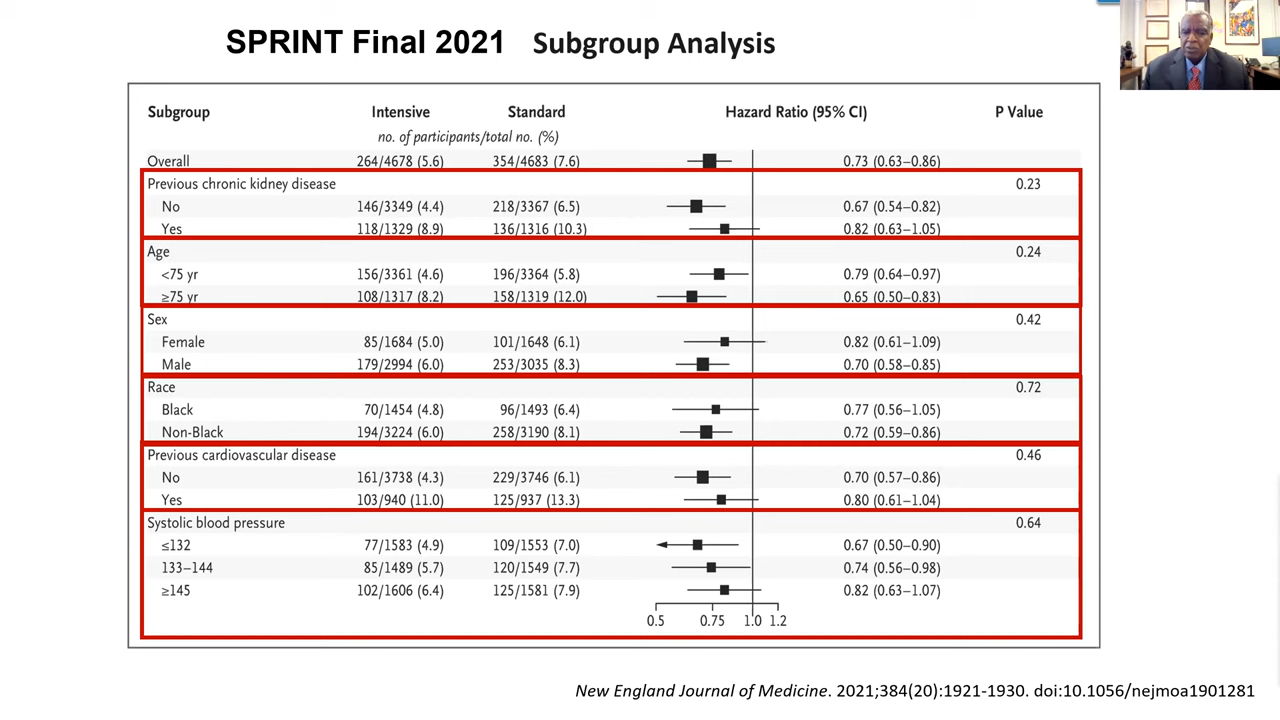 SPRINT Final 2021 Subgroup Analysis
Subgroup Intensive Standard Hazard Ratio (95% CI) P Value
no. of participants/total no. (%)
Overall 264/4678 (5.6) 354/4683 (7.6) 0.73 (0.63–0.86)
Previous chronic kidney disease 0.23
No 146/3349 (4.4) 218/3367 (6.5) 0.67 (0.54–0.82)
Yes 118/1329 (8.9) 136/1316 (10.3) 0.82 (0.63–1.05)
Age 0.24
<75 yr 156/3361 (4.6) 196/3364 (5.8) 0.79 (0.64–0.97)
≥75 yr 108/1317 (8.2) 158/1319 (12.0) 0.65 (0.50–0.83)
Sex 0.42
Female 85/1684 (5.0) 101/1648 (6.1) 0.82 (0.61–1.09)
Male 179/2994 (6.0) 253/3035 (8.3) 0.70 (0.58–0.85)
Race 0.72
Black 70/1454 (4.8) 96/1493 (6.4) 0.77 (0.56–1.05)
Non-Black 194/3224 (6.0) 258/3190 (8.1) 0.72 (0.59–0.86)
Previous cardiovascular disease 0.46
No 161/3738 (4.3) 229/3746 (6.1) 0.70 (0.57–0.86)
Yes 103/940 (11.0) 125/937 (13.3) 0.80 (0.61–1.04)
Systolic blood pressure 0.64
≤132 77/1583 (4.9) 109/1553 (7.0) 0.67 (0.50–0.90)
133–144 85/1489 (5.7) 120/1549 (7.7) 0.74 (0.56–0.98)
≥145 102/1606 (6.4) 125/1581 (7.9) 0.82 (0.63–1.07)
0.5 0.75 1.0 1.2
New England Journal of Medicine. 2021;384(20):1921-1930. doi:10.1056/nejmoa1901281